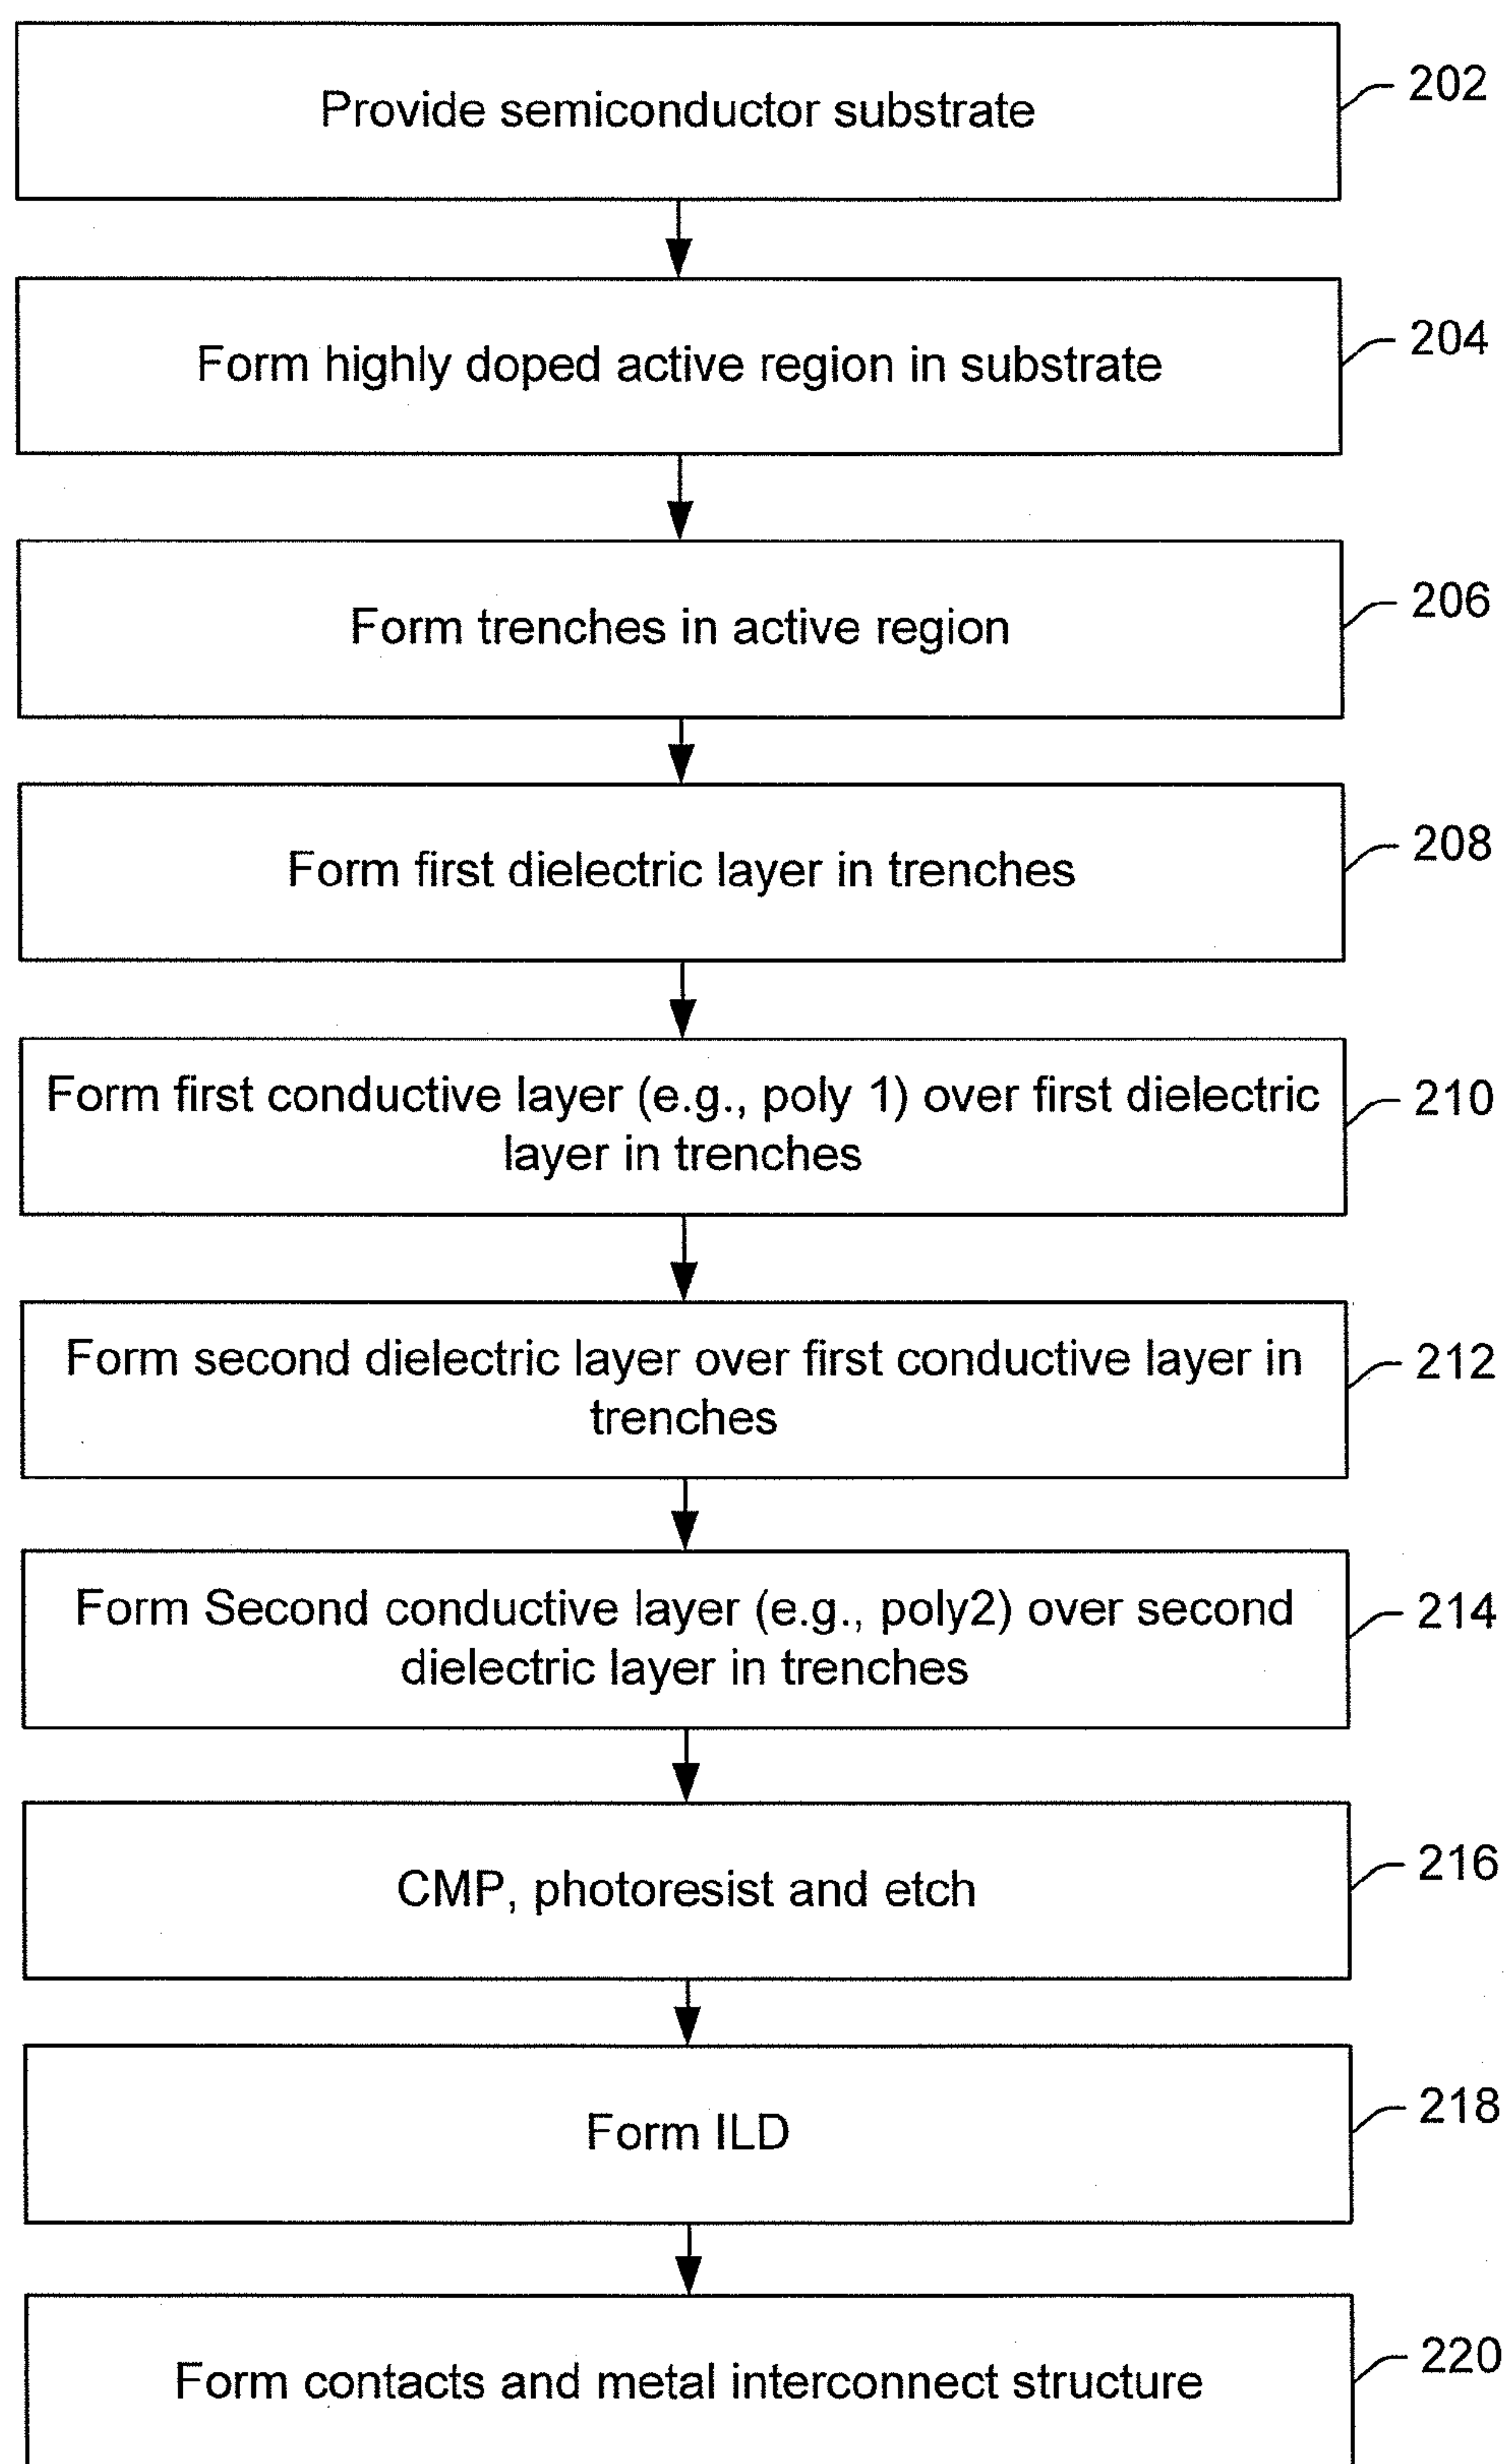 Provide semiconductor substrate
202
Form highly doped active region in substrate
204
Form trenches in active region
206
Form first dielectric layer in trenches
208
Form first conductive layer (e.g., poly 1) over first dielectric
layer in trenches
210
Form second dielectric layer over first conductive layer in
trenches
212
Form Second conductive layer (e.g., poly2) over second
dielectric layer in trenches
214
CMP, photoresist and etch
216
Form ILD
218
Form contacts and metal interconnect structure
220